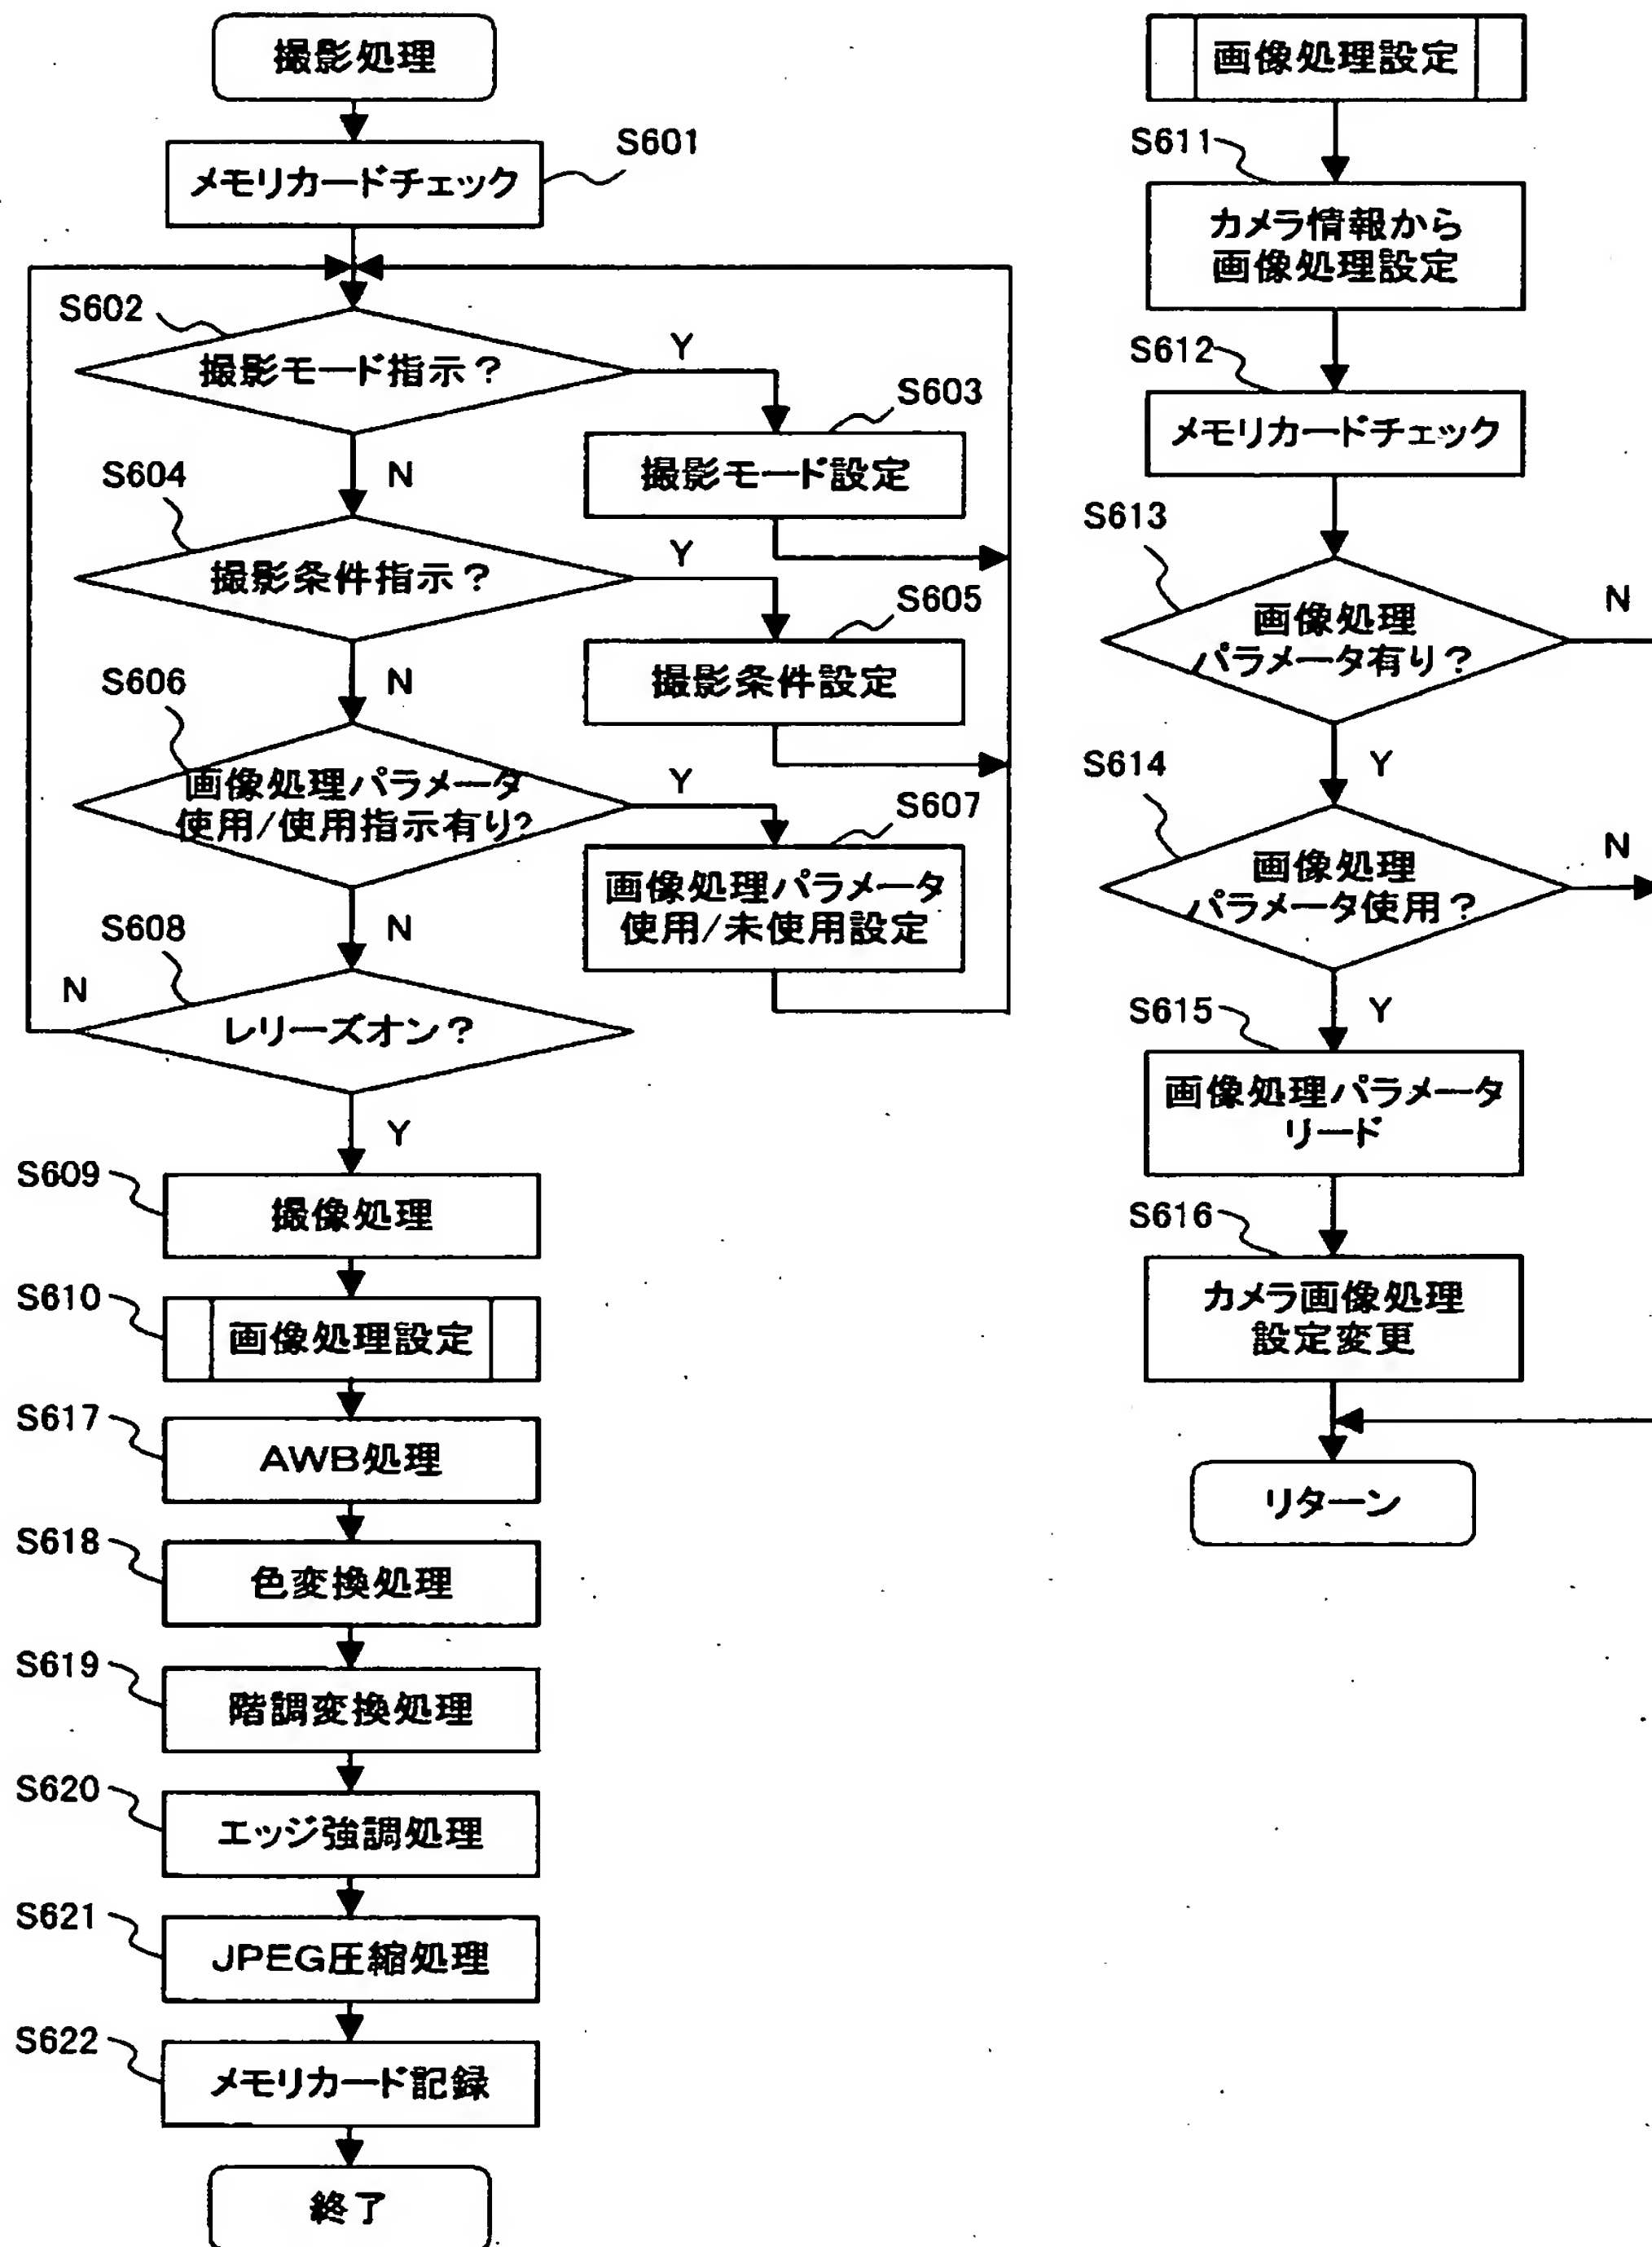 撮影処理
S601
メモリカードチェック
S602
撮影モード指示?
Y
S603
撮影モード設定
N
S604
撮影条件指示?
Y
S605
撮影条件設定
N
S606
画像処理パラメータ
使用/使用指示有り?
Y
S607
画像処理パラメータ
使用/未使用設定
N
S608
N
レリーズオン?
Y
S609
撮像処理
S610
画像処理設定
S617
AWB処理
S618
色変換処理
S619
階調変換処理
S620
エッジ強調処理
S621
JPEG圧縮処理
S622
メモリカード記録
終了
画像処理設定
S611
カメラ情報から
画像処理設定
S612
メモリカードチェック
S613
画像処理
パラメータ有り?
N
Y
S614
画像処理
パラメータ使用?
N
Y
S615
画像処理パラメータ
リード
S616
カメラ画像処理
設定変更
リターン